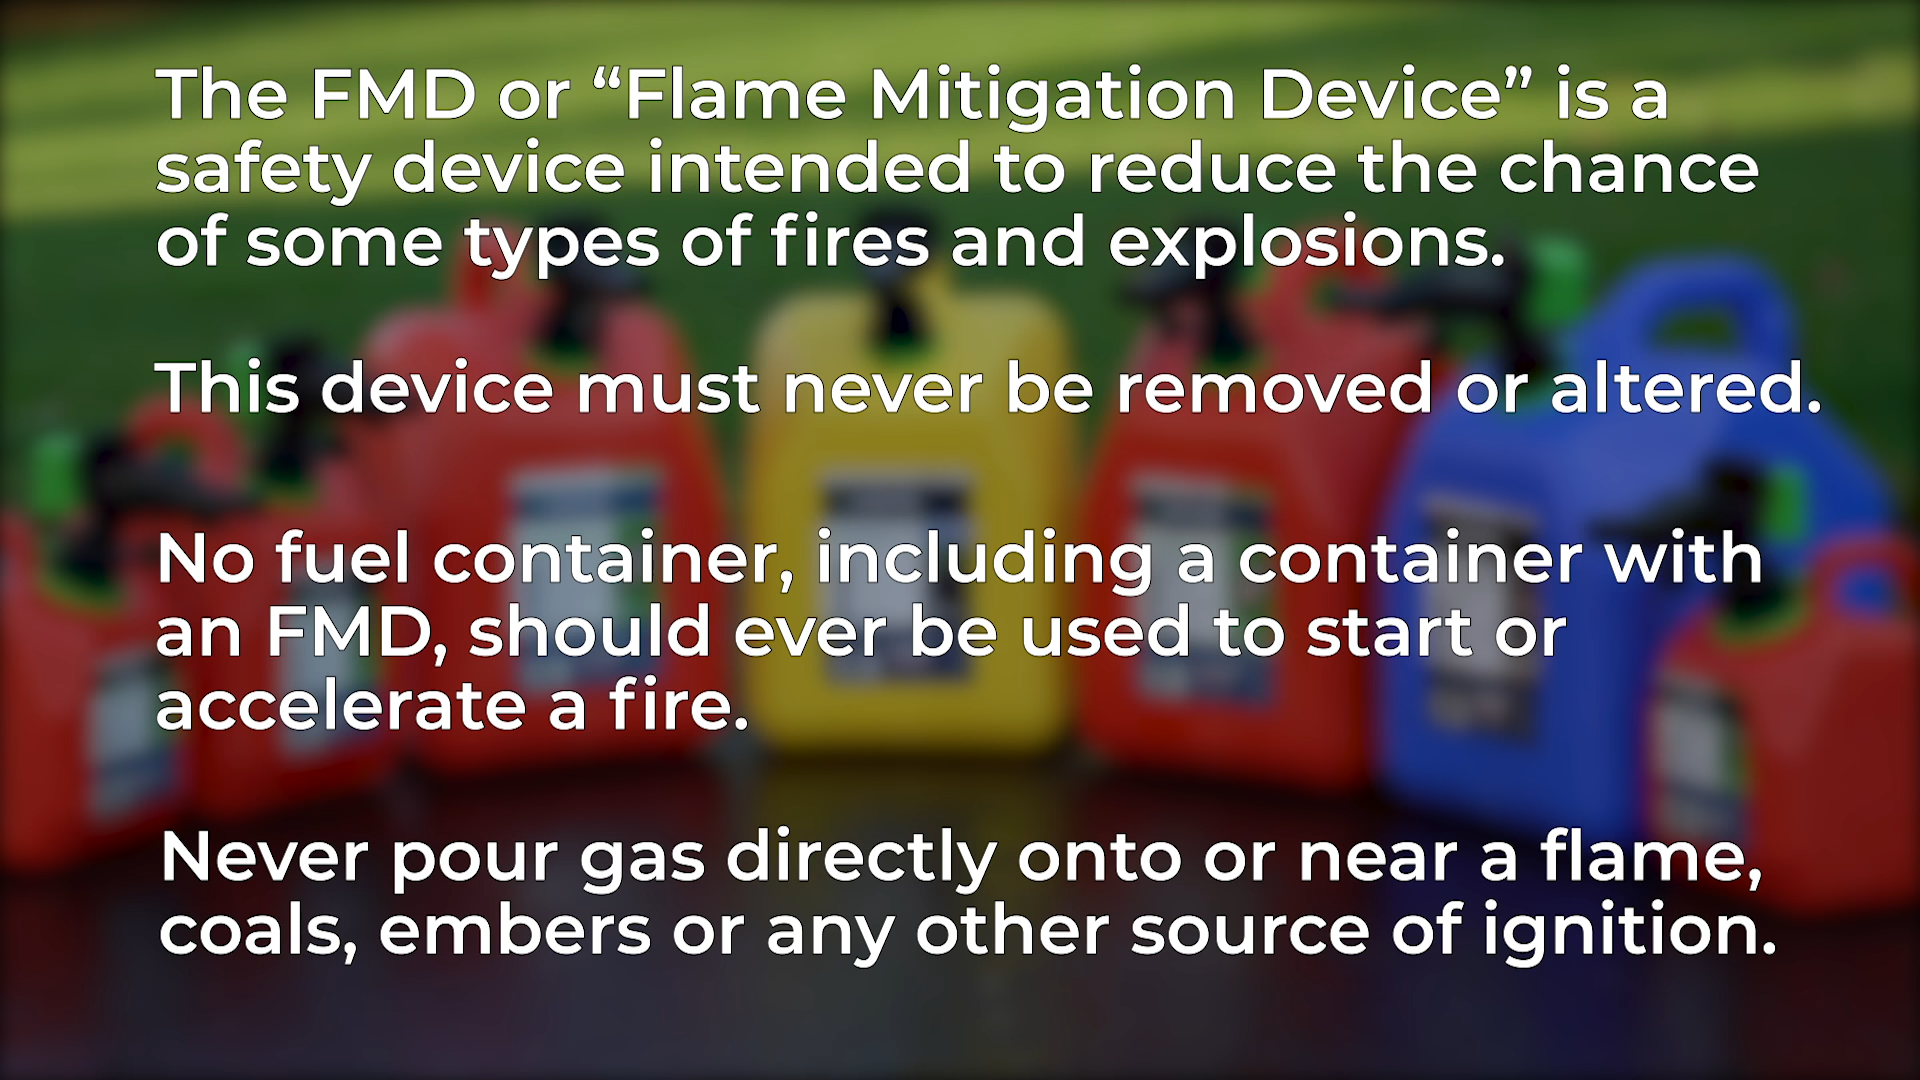 The FMD or “Flame Mitigation Device” is a
safety device intended to reduce the chance
of some types of fires and explosions.
This device must never be removed or altered.
No fuel container, including a container with
an FMD, should ever be used to start or
accelerate a fire.
Never pour gas directly onto or near a flame,
coals, embers or any other source of ignition.